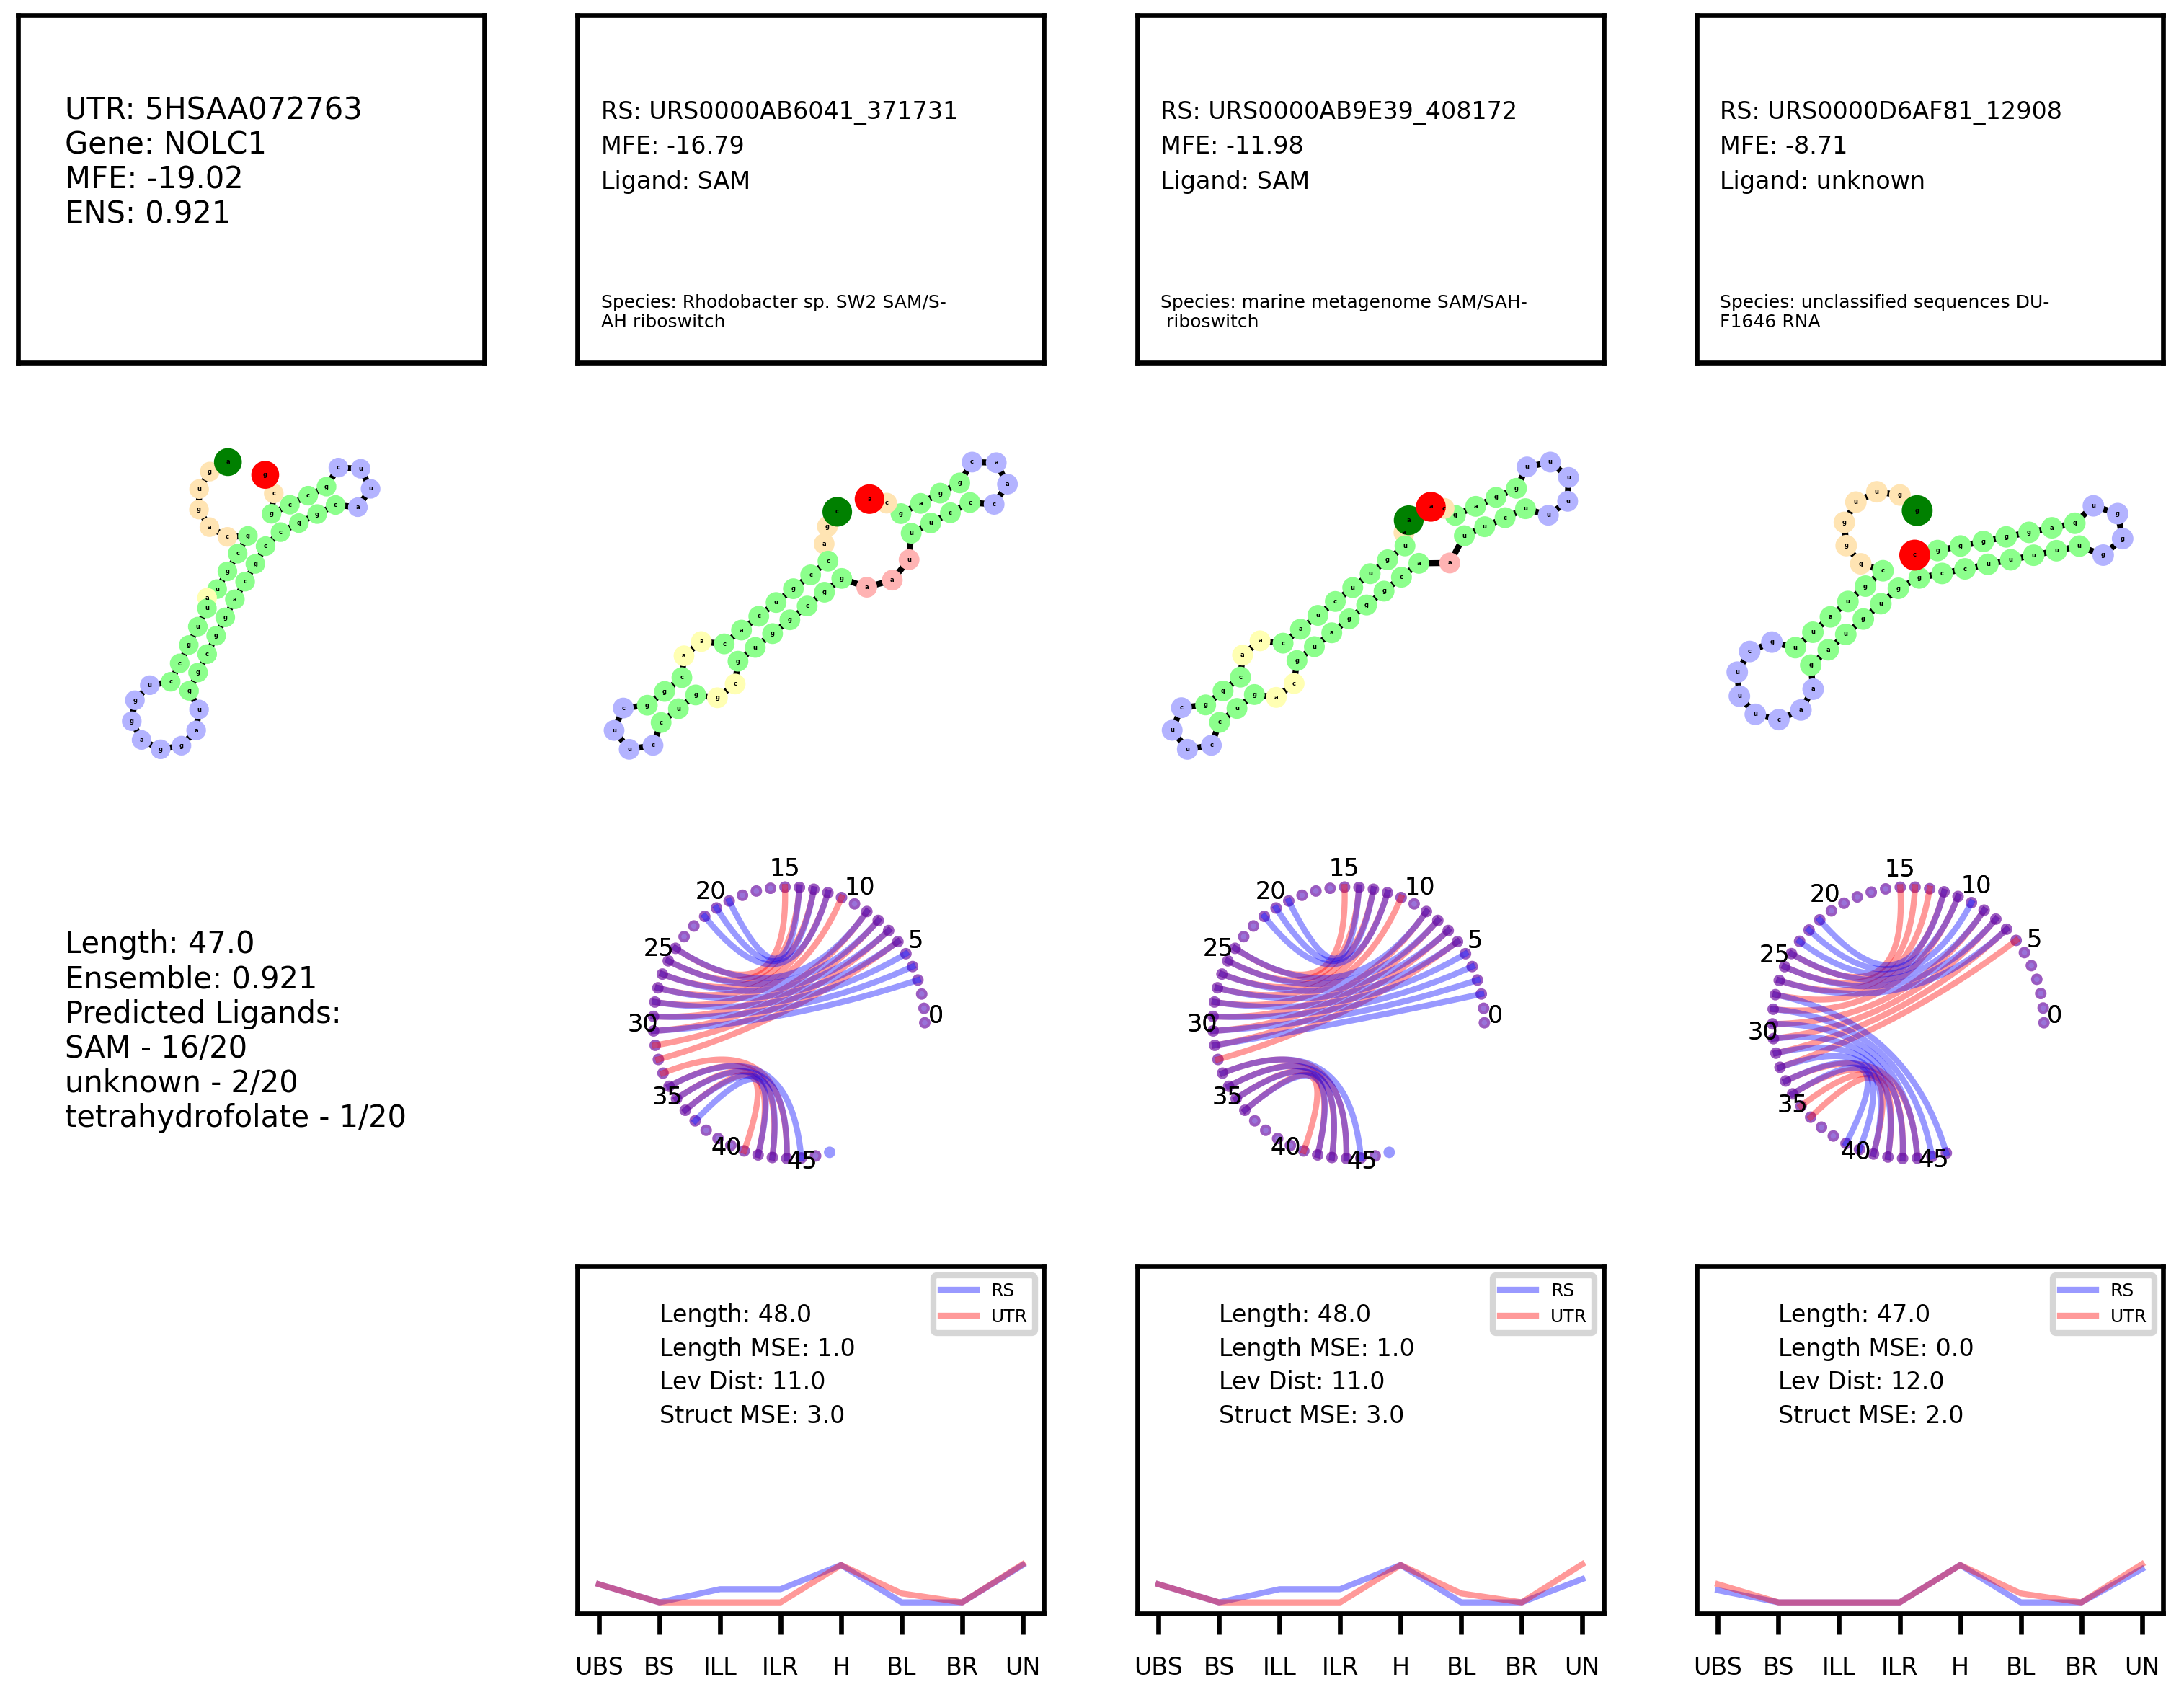 UTR: 5HSAA072763
Gene: NOLC1
MFE: -19.02
ENS: 0.921
RS: URS0000AB6041_371731
MFE: -16.79
Ligand: SAM
Species: Rhodobacter sp. SW2 SAM/S-
AH riboswitch
RS: URS0000AB9E39_408172
MFE: -11.98
Ligand: SAM
Species: marine metagenome SAM/SAH-
riboswitch
RS: URS0000D6AF81_12908
MFE: -8.71
Ligand: unknown
Species: unclassified sequences DU-
F1646 RNA
Length: 47.0
Ensemble: 0.921
Predicted Ligands:
SAM - 16/20
unknown - 2/20
tetrahydrofolate - 1/20
0
5
10
15
20
25
30
35
40
45
0
5
10
15
20
25
30
35
40
45
0
5
10
15
20
25
30
35
40
45
RS
UTR
Length: 48.0
Length MSE: 1.0
Lev Dist: 11.0
Struct MSE: 3.0
UBS BS ILL ILR H BL BR UN
RS
UTR
Length: 48.0
Length MSE: 1.0
Lev Dist: 11.0
Struct MSE: 3.0
UBS BS ILL ILR H BL BR UN
RS
UTR
Length: 47.0
Length MSE: 0.0
Lev Dist: 12.0
Struct MSE: 2.0
UBS BS ILL ILR H BL BR UN